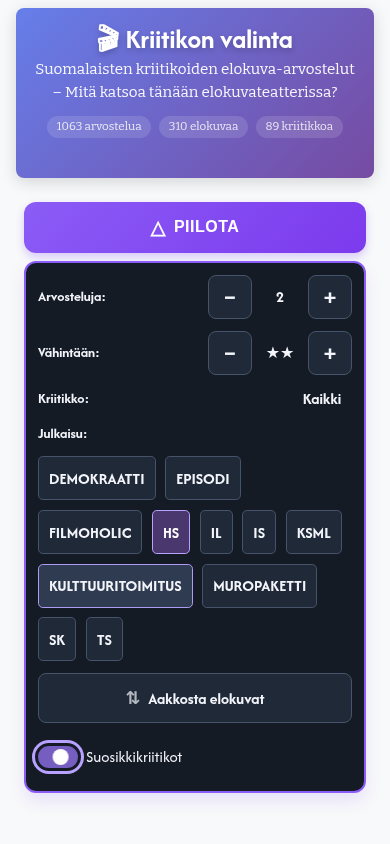 🎬 Kriitikon valinta
Suomalaisten kriitikoiden elokuva-arvostelut
– Mitä katsoa tänään elokuvateatterissa?
1063 arvostelua 310 elokuvaa 89 kriitikkoa
△ PIILOTA
Arvosteluja: − 2 +
Vähintään: − ★★ +
Kriitikko: Kaikki
Julkaisu:
DEMOKRAATTI EPISODI
FILMOHOLIC HS IL IS KSML
KULTTUURITOIMITUS MUROPAKETTI
SK TS
⇅ Aakkosta elokuvat
Suosikkikriitikot